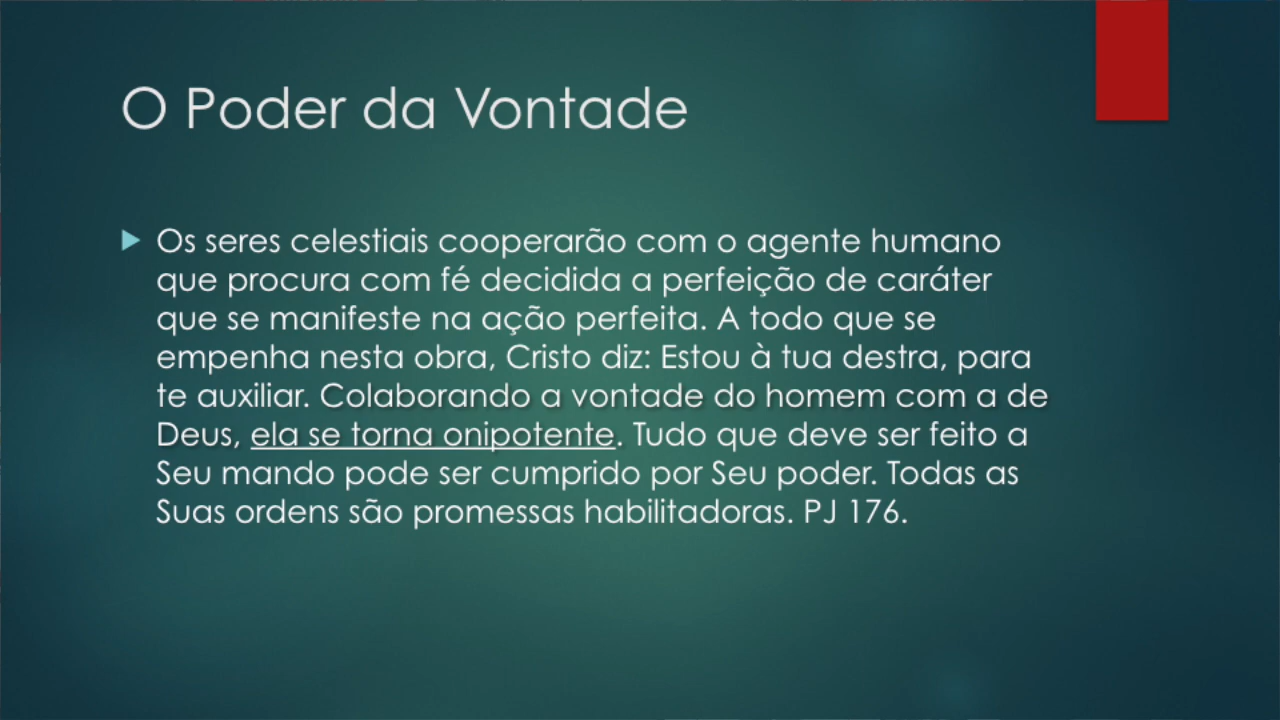 O Poder da Vontade
Os seres celestiais cooperarão com o agente humano
que procura com fé decidida a perfeição de caráter
que se manifeste na ação perfeita. A todo que se
empenha nesta obra, Cristo diz: Estou à tua destra, para
te auxiliar. Colaborando a vontade do homem com a de
Deus, ela se torna onipotente. Tudo que deve ser feito a
Seu mando pode ser cumprido por Seu poder. Todas as
Suas ordens são promessas habilitadoras. PJ 176.